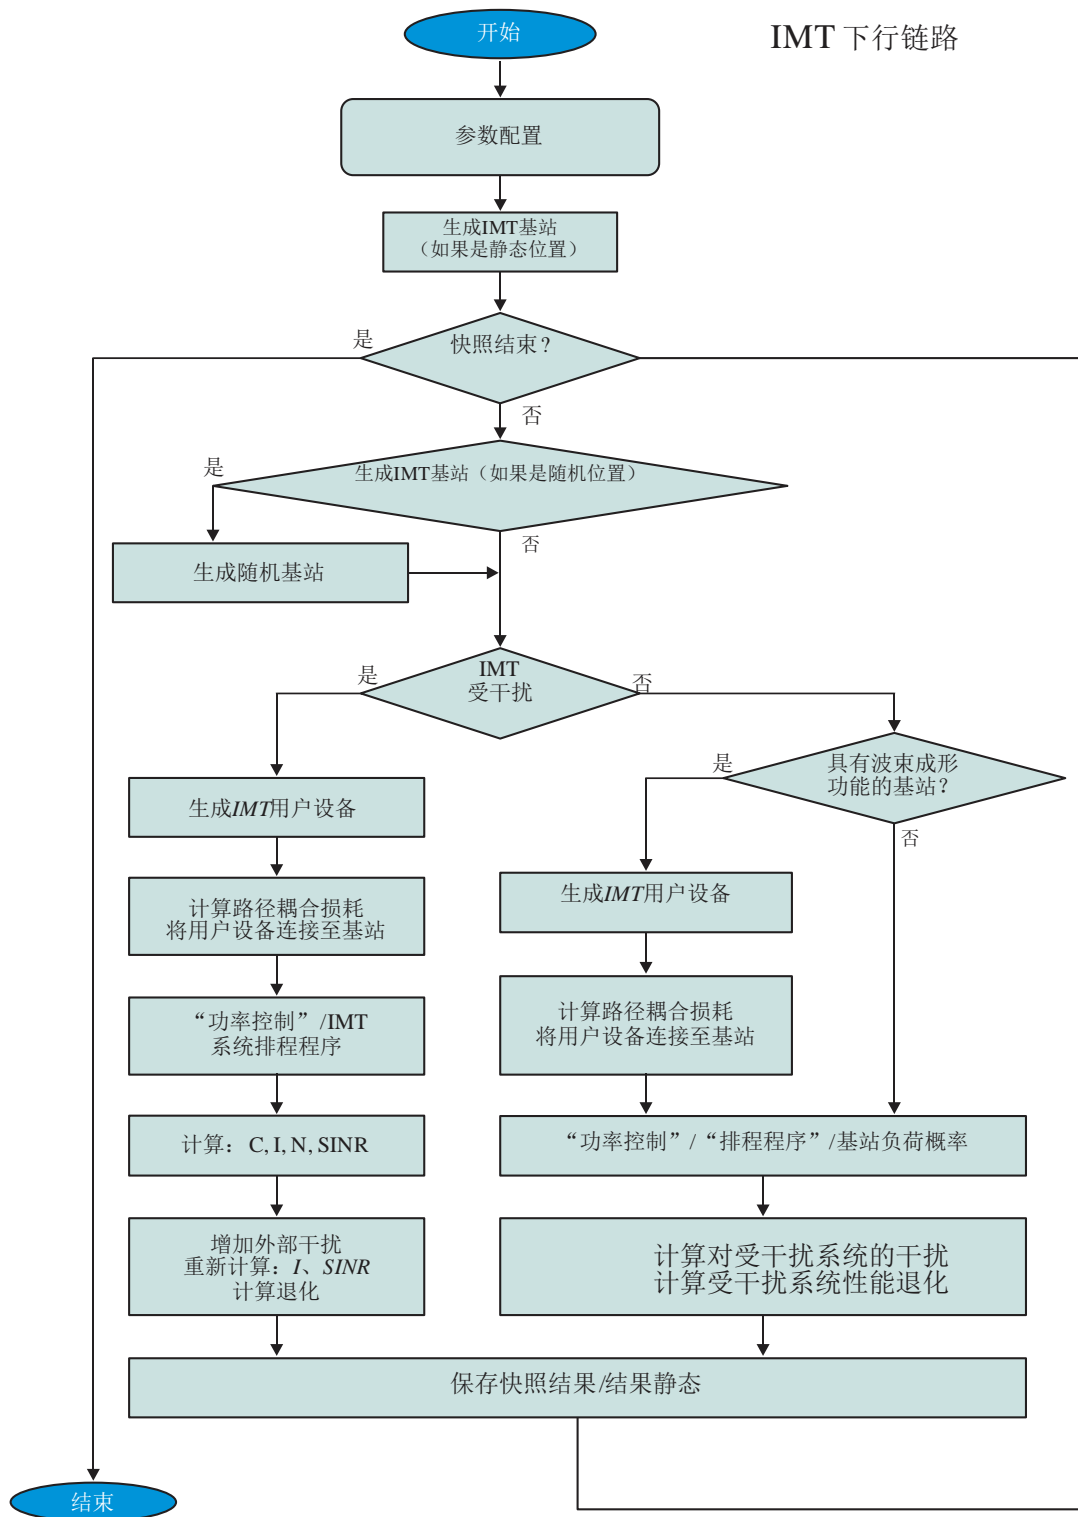 开始
IMT 下行链路
参数配置
生成IMT基站
（如果是静态位置）
是
快照结束？
否
是
生成IMT基站（如果是随机位置）
否
生成随机基站
是
IMT
受干扰
否
是
具有波束成形
功能的基站？
否
生成IMT用户设备
生成IMT用户设备
计算路径耦合损耗
将用户设备连接至基站
计算路径耦合损耗
将用户设备连接至基站
“功率控制”/IMT
系统排程程序
计算：C, I, N, SINR
“功率控制”/“排程程序”/基站负荷概率
增加外部干扰
重新计算：I、SINR
计算退化
计算对受干扰系统的干扰
计算受干扰系统性能退化
保存快照结果/结果静态
结束